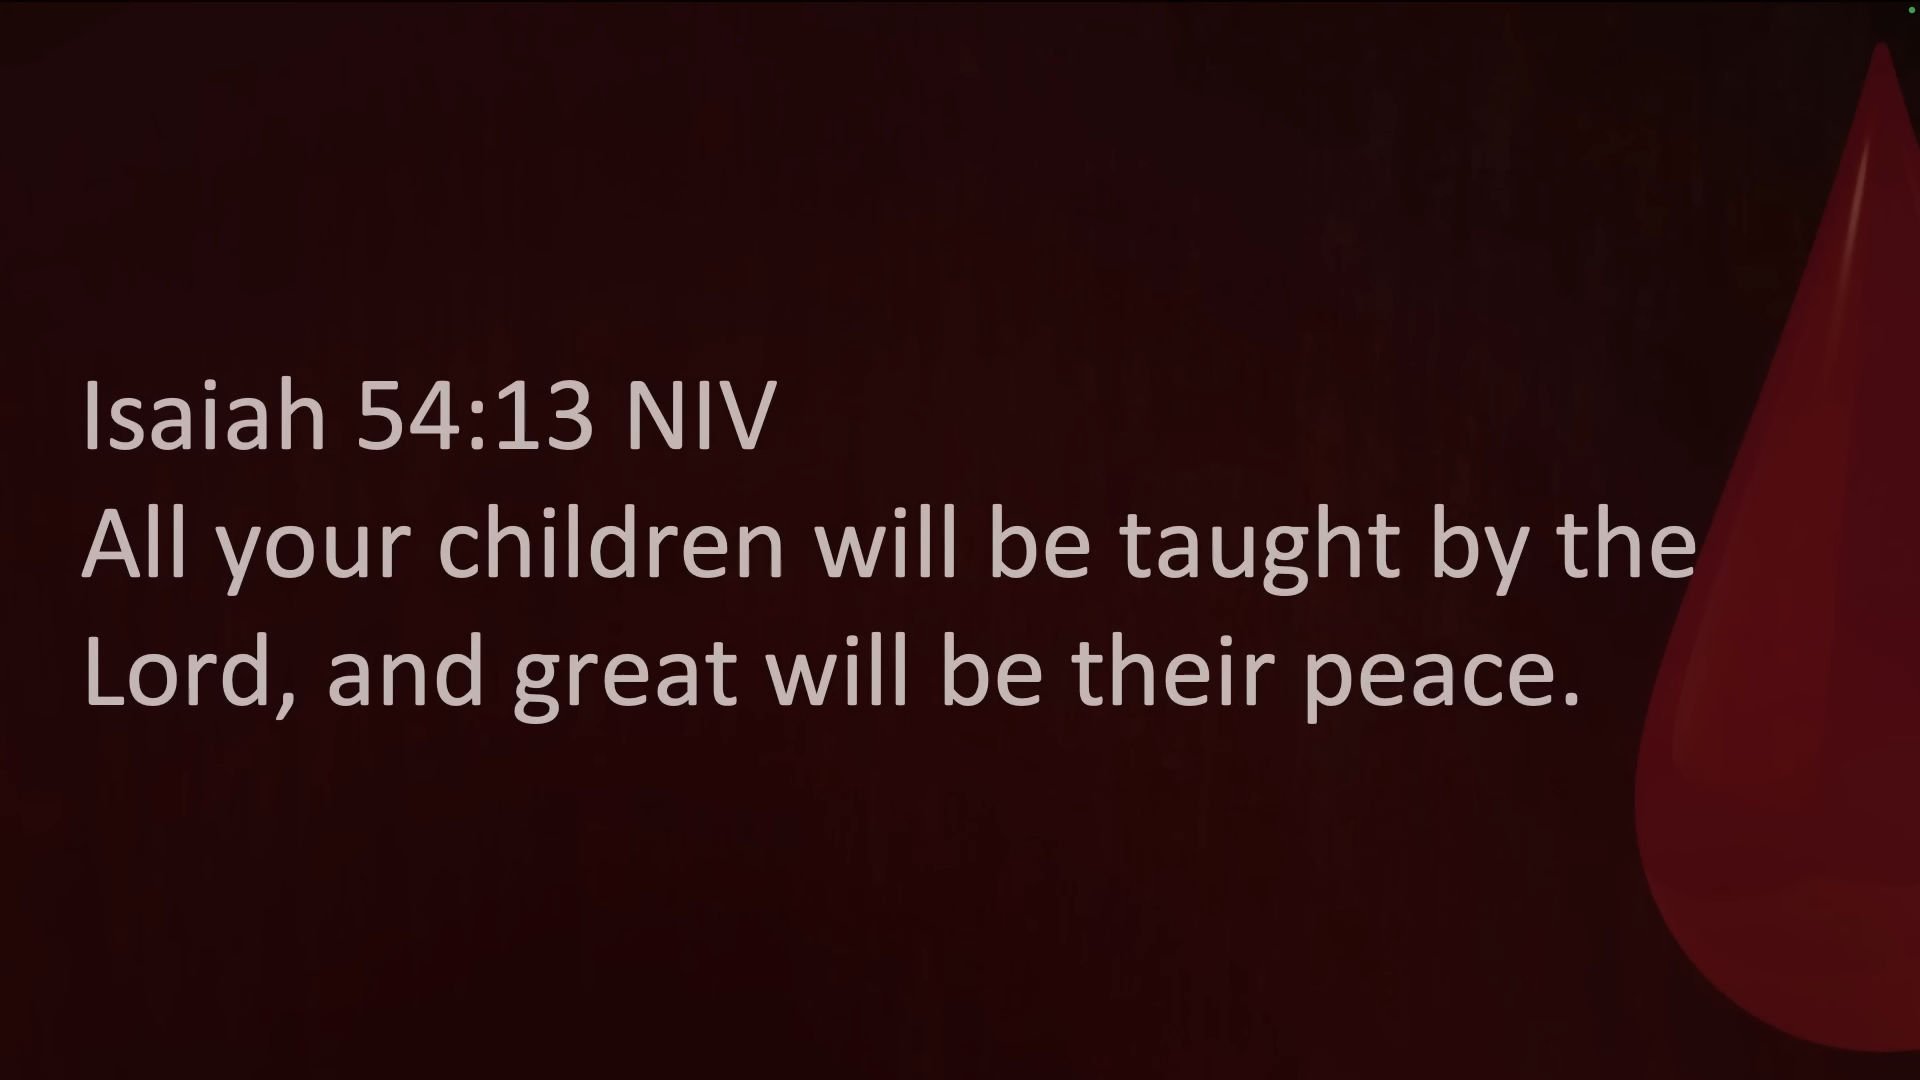 Isaiah 54:13 NIV
All your children will be taught by the
Lord, and great will be their peace.